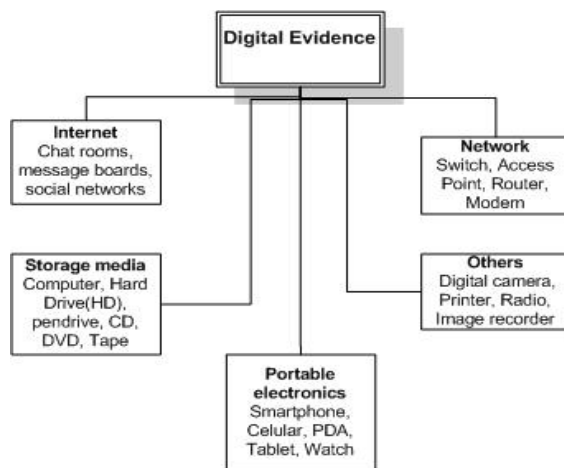 Digital Evidence
Internet
Chat rooms,
message boards,
social networks
Network
Switch, Access
Point, Router,
Modem
Storage media
Computer, Hard
Drive(HD),
pendrive, CD,
DVD, Tape
Others
Digital camera,
Printer, Radio,
Image recorder
Portable
electronics
Smartphone,
Celular, PDA,
Tablet, Watch